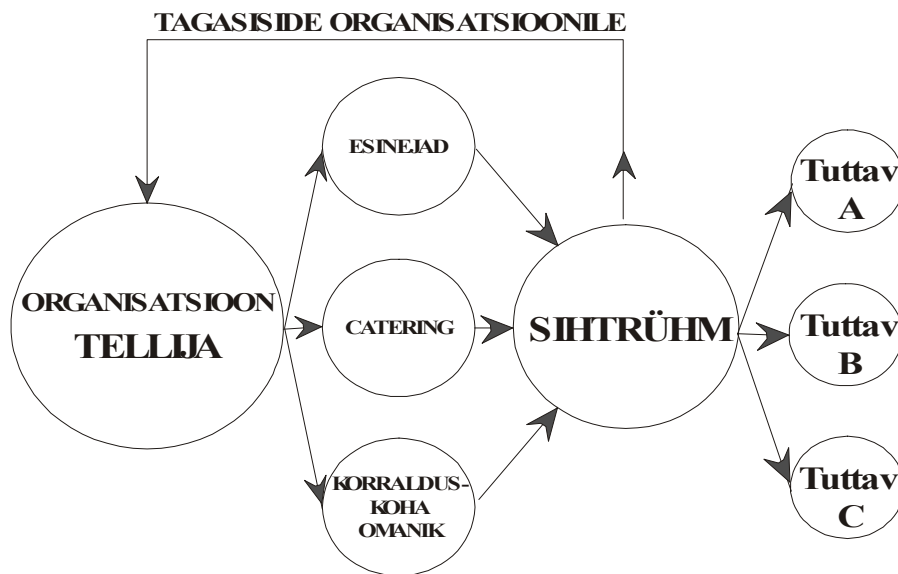 TAGASISIDE ORGANISATSIOONILE
ESINEJAD
ORGANISATSIOON
TELLIJA
CATERING
KORRALDUS-
KOHA
OMANIK
SIHTRÜHM
Tuttav
A
Tuttav
B
Tuttav
C